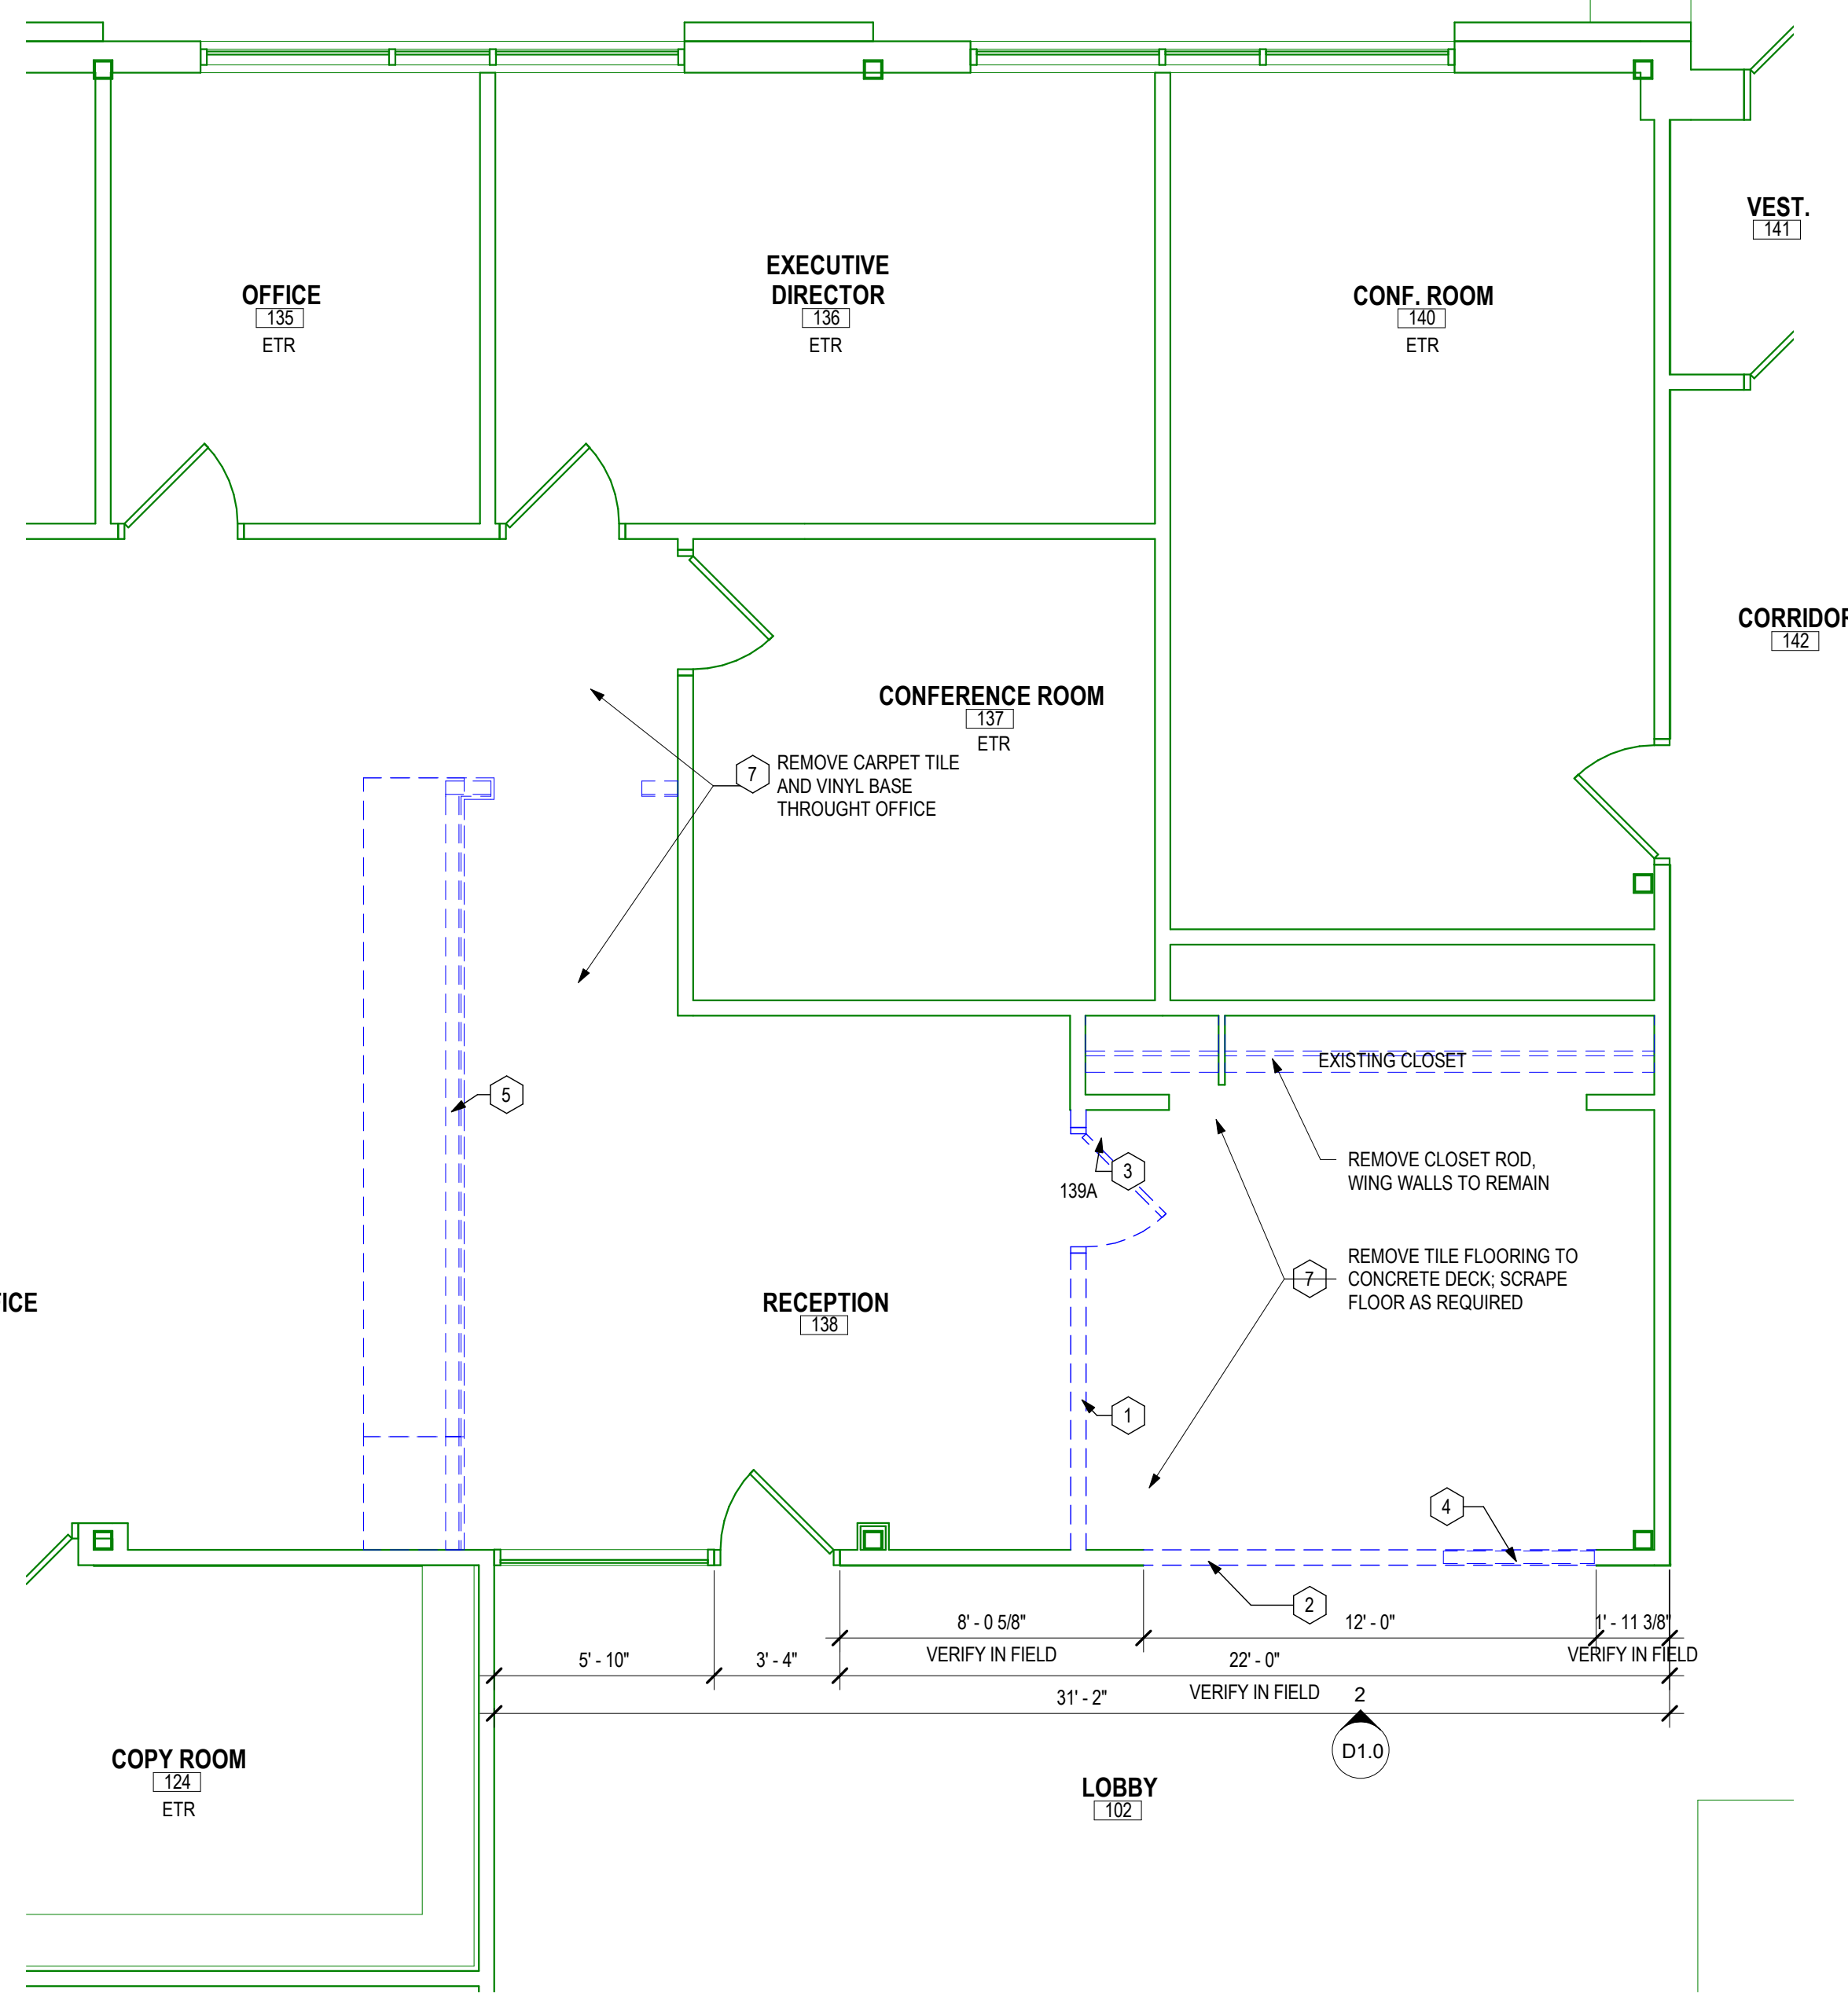 VEST.
141
EXECUTIVE
DIRECTOR
136
ETR
OFFICE
135
ETR
CONF. ROOM
140
ETR
CORRIDOR
142
CONFERENCE ROOM
137
ETR
7
REMOVE CARPET TILE
AND VINYL BASE
THROUGHT OFFICE
EXISTING CLOSET
5
3
139A
REMOVE CLOSET ROD,
WING WALLS TO REMAIN
7
REMOVE TILE FLOORING TO
CONCRETE DECK; SCRAPE
FLOOR AS REQUIRED
ICE
RECEPTION
138
1
4
2
8' - 0 5/8"
12' - 0"
1' - 11 3/8"
VERIFY IN FIELD
VERIFY IN FIELD
5' - 10"
3' - 4"
22' - 0"
VERIFY IN FIELD
31' - 2"
2
D1.0
COPY ROOM
124
ETR
LOBBY
102